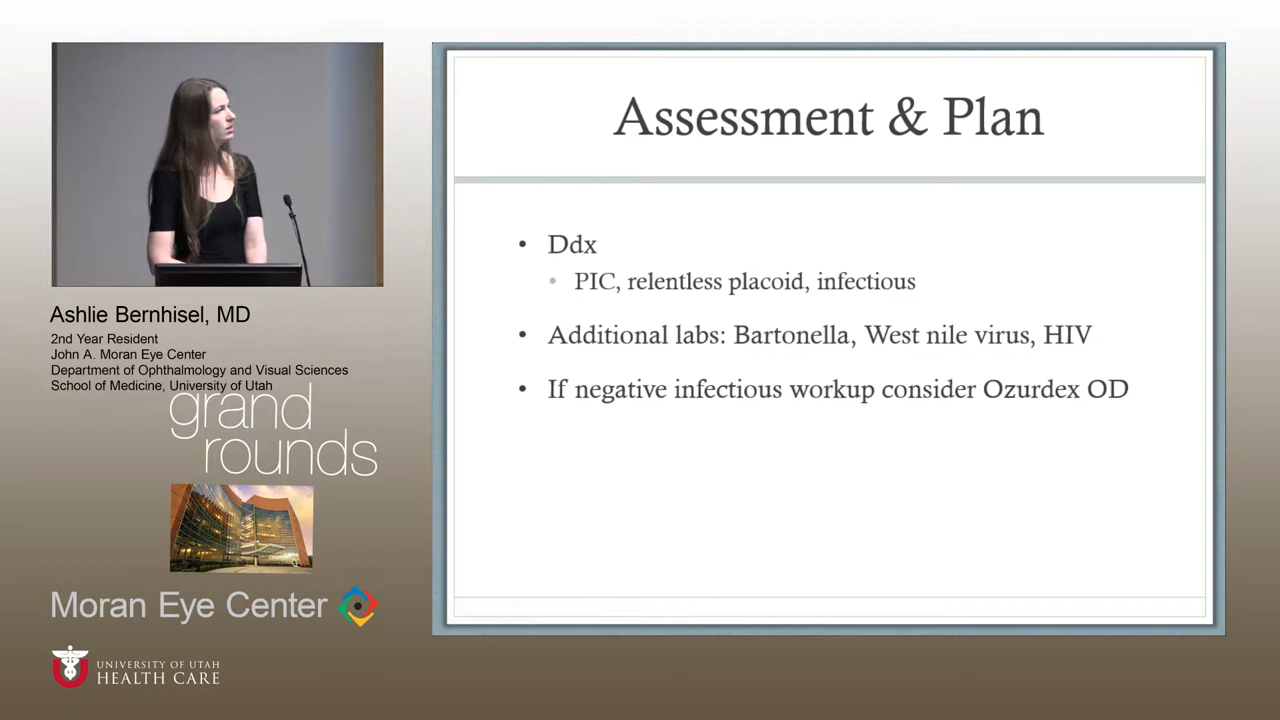 Assessment & Plan
• Ddx
• PIC, relentless placoid, infectious
• Additional labs: Bartonella, West nile virus, HIV
• If negative infectious workup consider Ozurdex OD
Ashlie Bernhisel, MD
2nd Year Resident
John A. Moran Eye Center
Department of Ophthalmology and Visual Sciences
School of Medicine, University of Utah
grand
rounds
Moran Eye Center
U
UNIVERSITY OF UTAH
HEALTH CARE